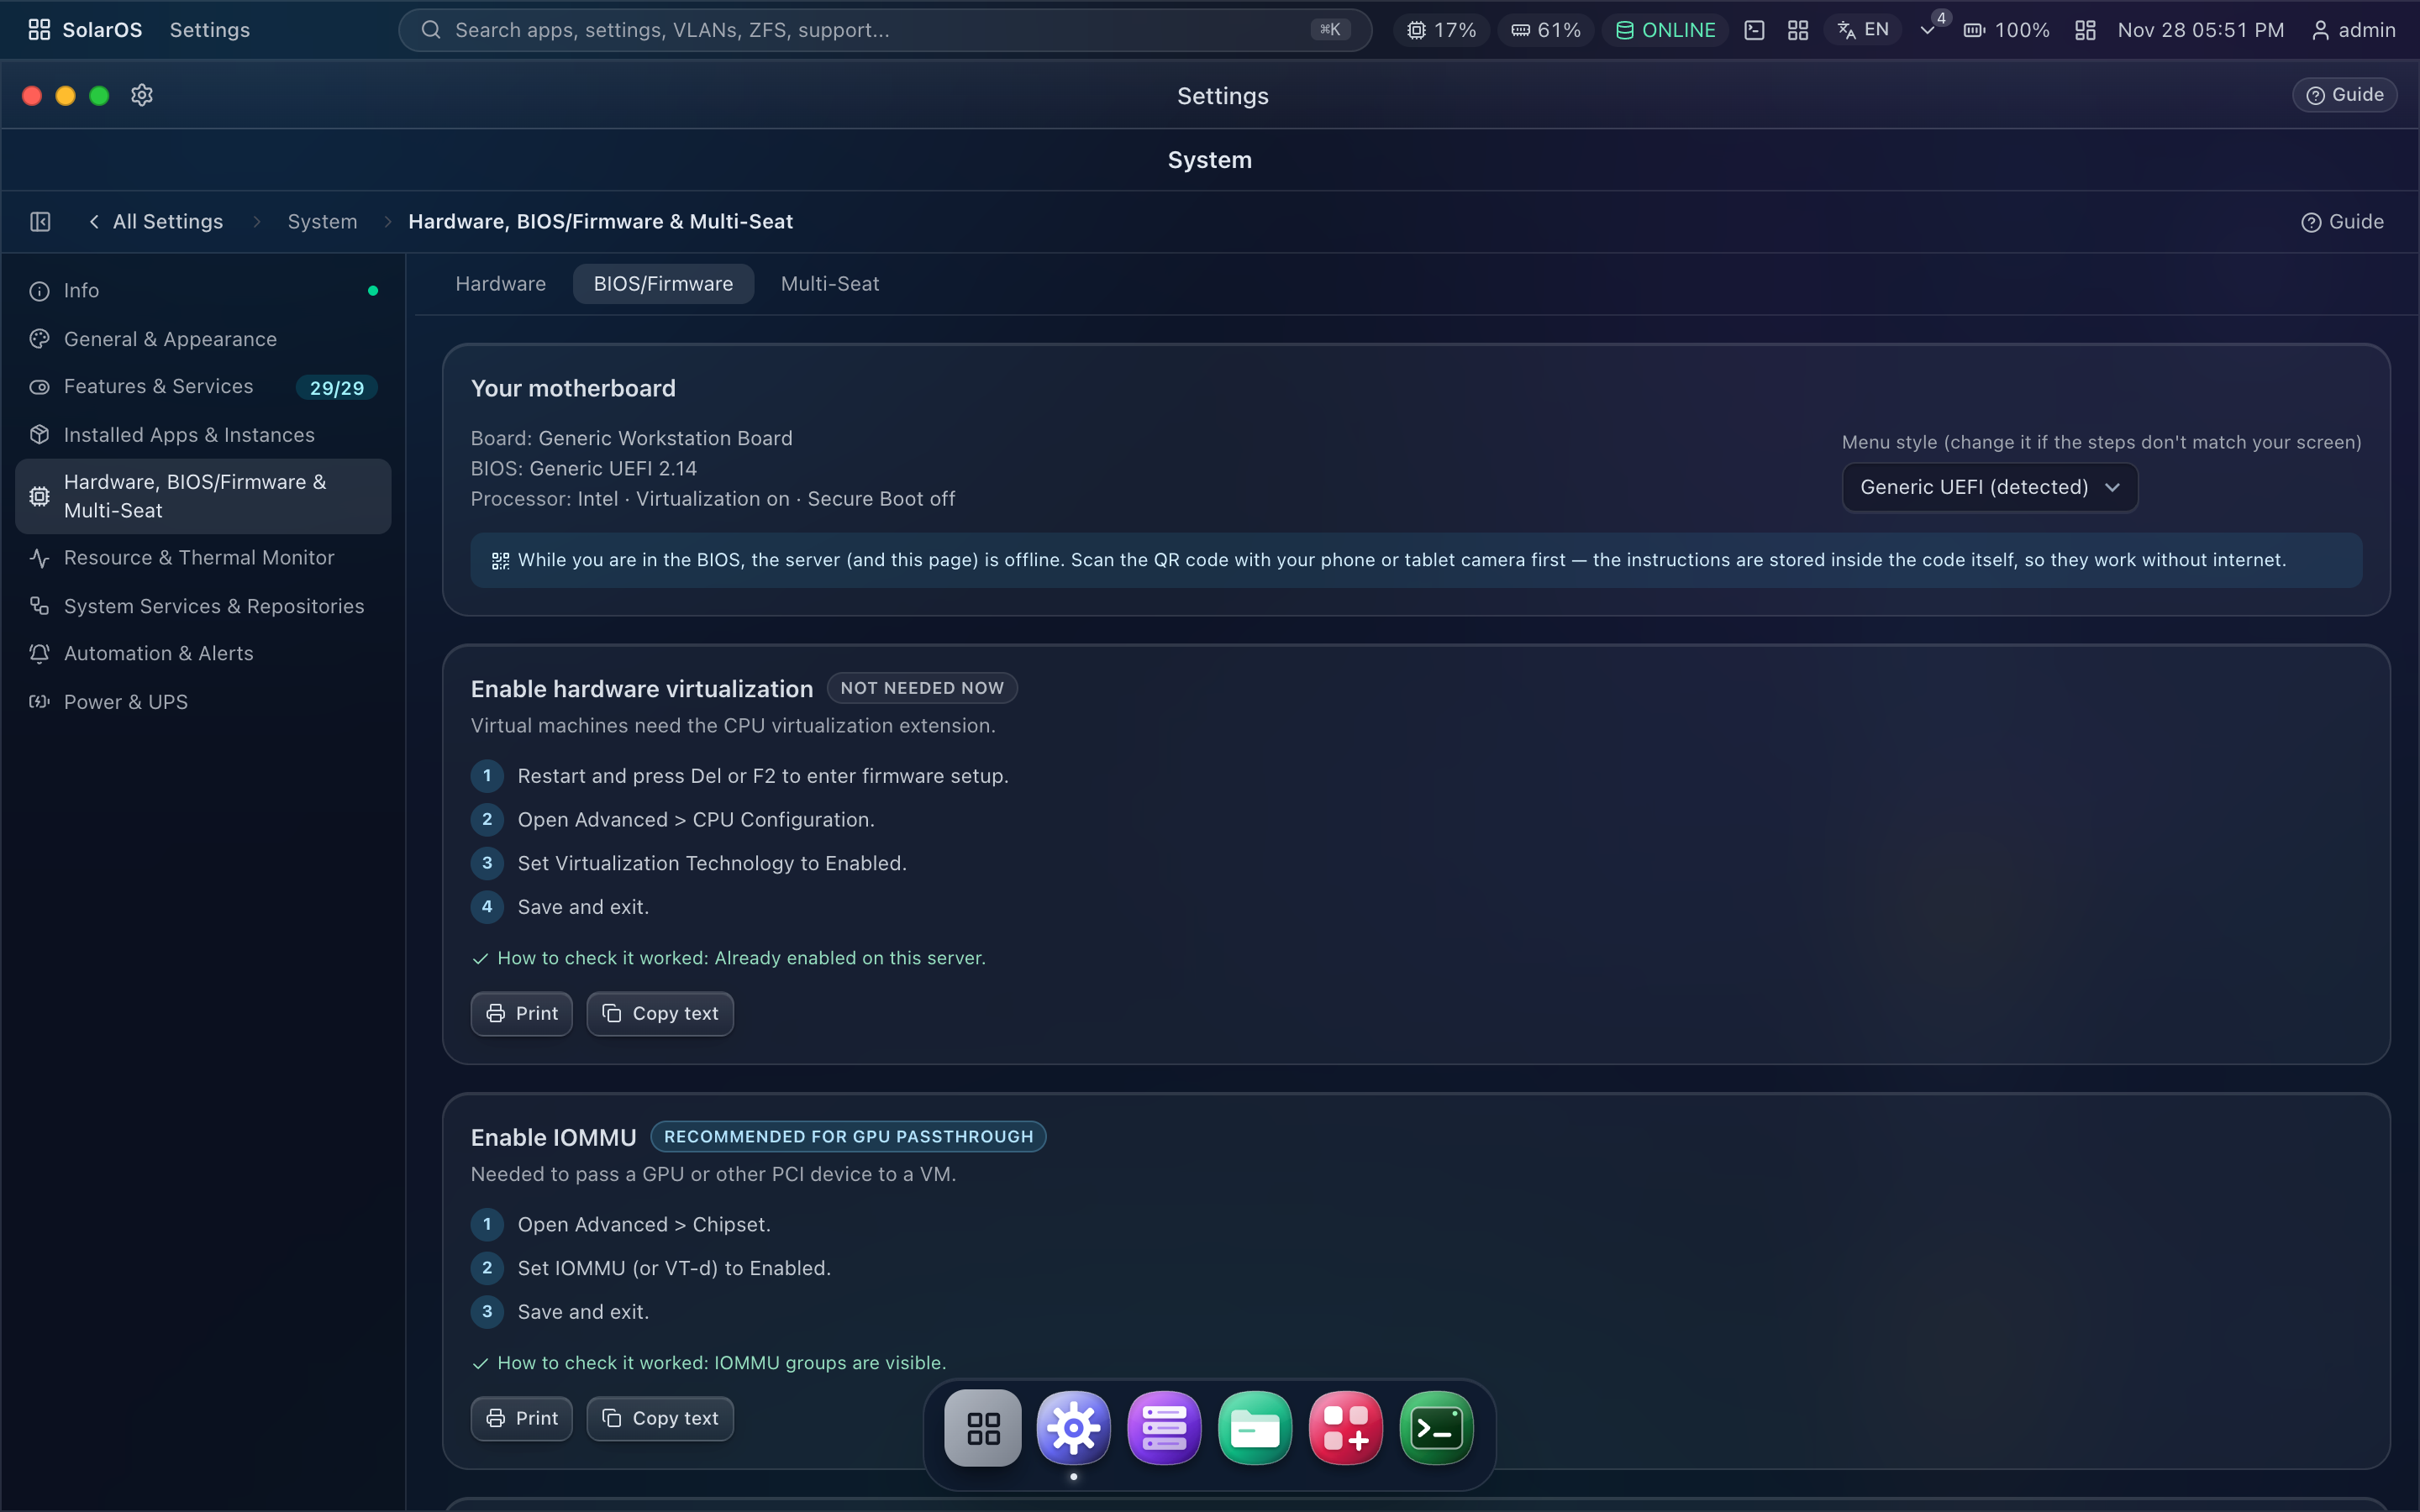 SolarOS Settings Search apps, settings, VLANs, ZFS, support... ⌘K 17% 61% ONLINE EN 4 100% Nov 28 05:51 PM admin
Settings Guide
System
All Settings System Hardware, BIOS/Firmware & Multi-Seat Guide
Info
General & Appearance
Features & Services 29/29
Installed Apps & Instances
Hardware, BIOS/Firmware &
Multi-Seat
Resource & Thermal Monitor
System Services & Repositories
Automation & Alerts
Power & UPS
Hardware BIOS/Firmware Multi-Seat
Your motherboard
Board: Generic Workstation Board
BIOS: Generic UEFI 2.14
Processor: Intel · Virtualization on · Secure Boot off
Menu style (change it if the steps don't match your screen)
Generic UEFI (detected)
While you are in the BIOS, the server (and this page) is offline. Scan the QR code with your phone or tablet camera first — the instructions are stored inside the code itself, so they work without internet.
Enable hardware virtualization NOT NEEDED NOW
Virtual machines need the CPU virtualization extension.
1 Restart and press Del or F2 to enter firmware setup.
2 Open Advanced > CPU Configuration.
3 Set Virtualization Technology to Enabled.
4 Save and exit.
How to check it worked: Already enabled on this server.
Print Copy text
Enable IOMMU RECOMMENDED FOR GPU PASSTHROUGH
Needed to pass a GPU or other PCI device to a VM.
1 Open Advanced > Chipset.
2 Set IOMMU (or VT-d) to Enabled.
3 Save and exit.
How to check it worked: IOMMU groups are visible.
Print Copy text